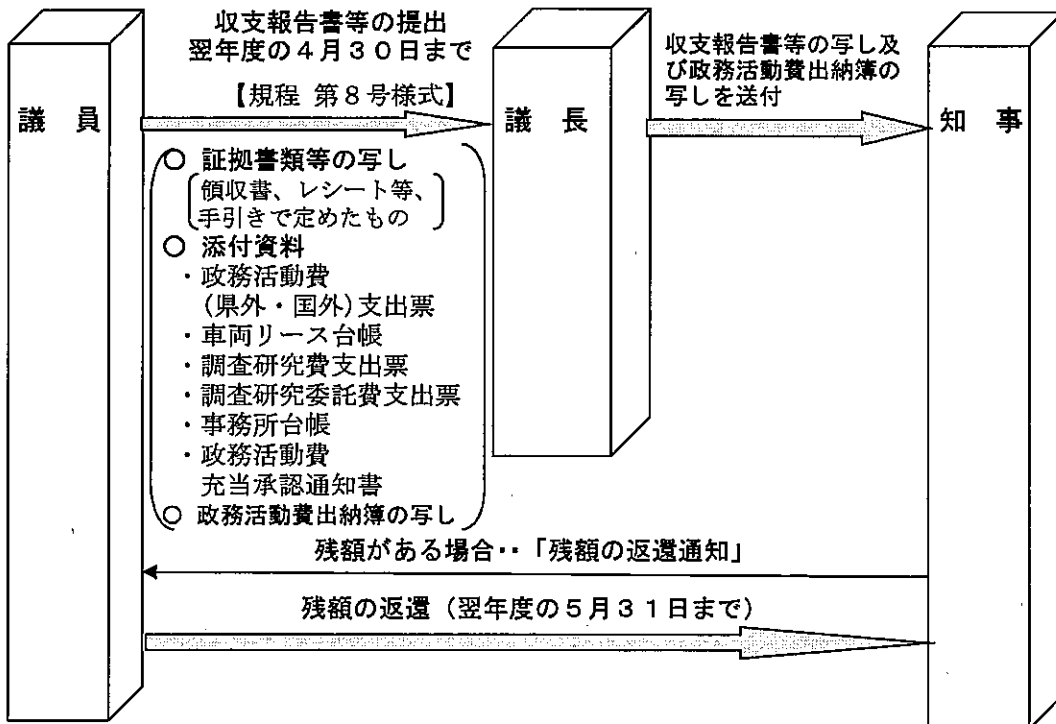 収支報告書等の提出
翌年度の４月３０日まで
【規程 第８号様式】
議 員
議 長
知 事
収支報告書等の写し及
び政務活動費出納簿の
写しを送付
○ 証拠書類等の写し
領収書、レシート等、
手引きで定めたもの
○ 添付資料
・政務活動費
(県外・国外)支出票
・車両リース台帳
・調査研究費支出票
・調査研究委託費支出票
・事務所台帳
・政務活動費
充当承認通知書
○ 政務活動費出納簿の写し
残額がある場合‥「残額の返還通知」
残額の返還（翌年度の５月３１日まで）